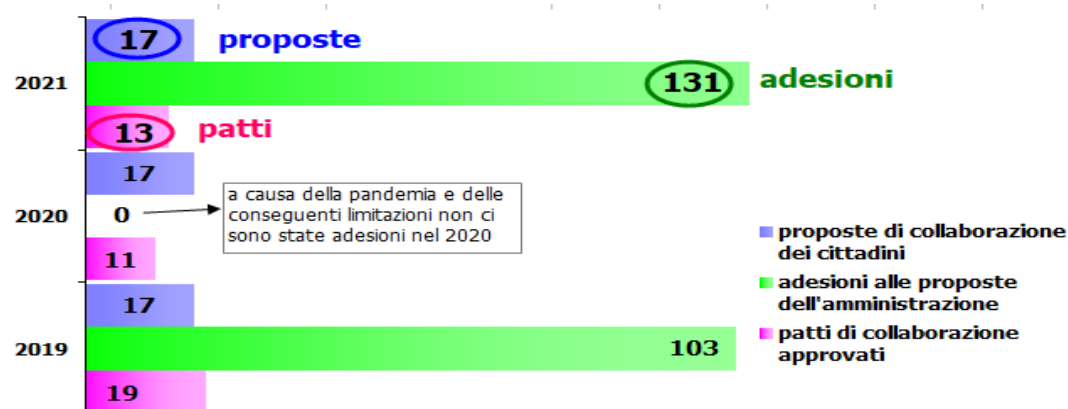 17 proposte
2021
131 adesioni
13 patti
17
2020
0
a causa della pandemia e delle
conseguenti limitazioni non ci
sono state adesioni nel 2020
11
17
2019
103
19
proposte di collaborazione
dei cittadini
adesioni alle proposte
dell'amministrazione
patti di collaborazione
approvati